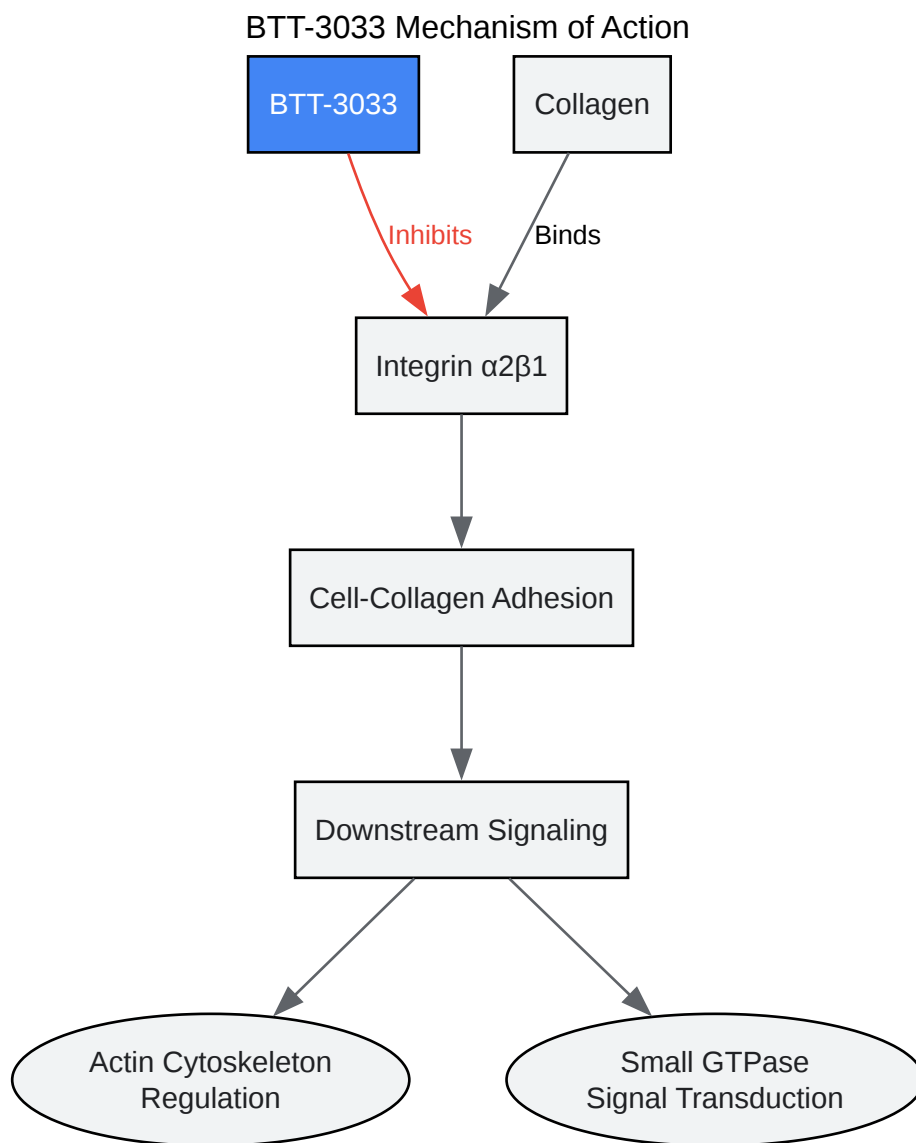 BTT-3033 Mechanism of Action
BTT-3033
Collagen
Inhibits
Binds
Integrin α2β1
Cell-Collagen Adhesion
Downstream Signaling
Actin Cytoskeleton
Regulation
Small GTPase
Signal Transduction